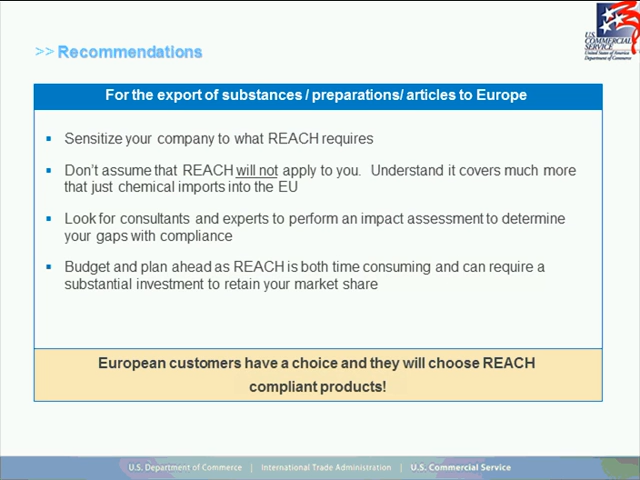 U.S.
COMMERCIAL
SERVICE
United States of America
Department of Commerce
>> Recommendations
For the export of substances / preparations/ articles to Europe
▪ Sensitize your company to what REACH requires
▪ Don't assume that REACH will not apply to you. Understand it covers much more
that just chemical imports into the EU
▪ Look for consultants and experts to perform an impact assessment to determine
your gaps with compliance
▪ Budget and plan ahead as REACH is both time consuming and can require a
substantial investment to retain your market share
European customers have a choice and they will choose REACH
compliant products!
U.S. Department of Commerce | International Trade Administration | U.S. Commercial Service